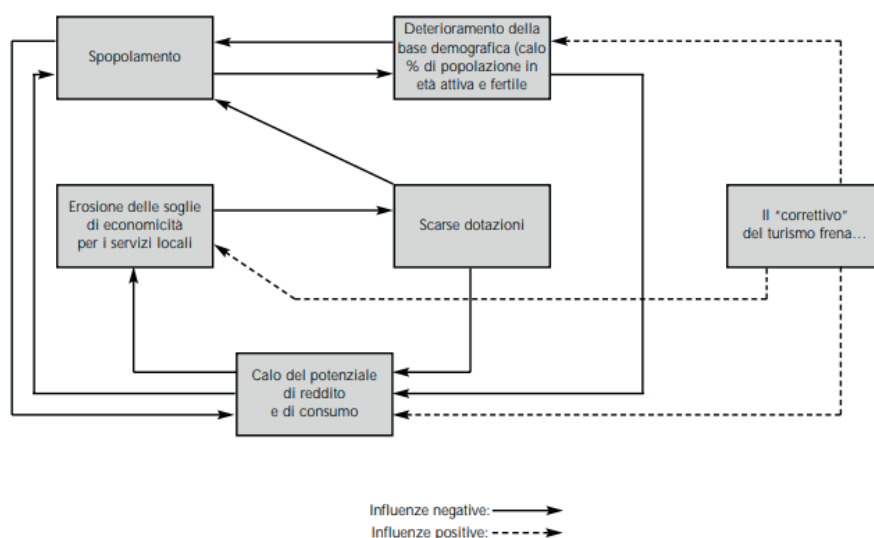 Spopolamento
Deterioramento della
base demografica (calo
% di popolazione in
età attiva e fertile
Erosione delle soglie
di economicità
per i servizi locali
Scarse dotazioni
Il "correttivo"
del turismo frena...
Calo del potenziale
di reddito
e di consumo
Influenze negative:
Influenze positive: